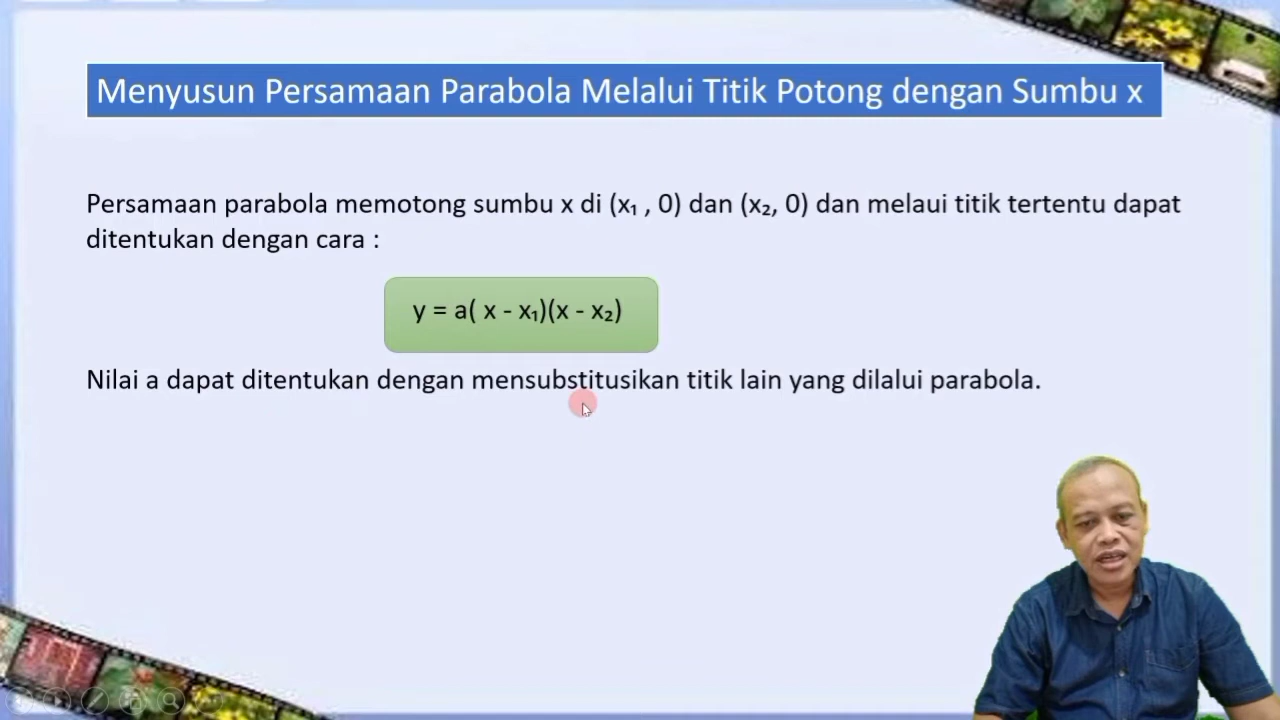 Menyusun Persamaan Parabola Melalui Titik Potong dengan Sumbu x
Persamaan parabola memotong sumbu x di (x₁ , 0) dan (x₂, 0) dan melaui titik tertentu dapat
ditentukan dengan cara :
y = a( x - x₁)(x - x₂)
Nilai a dapat ditentukan dengan mensubstitusikan titik lain yang dilalui parabola.